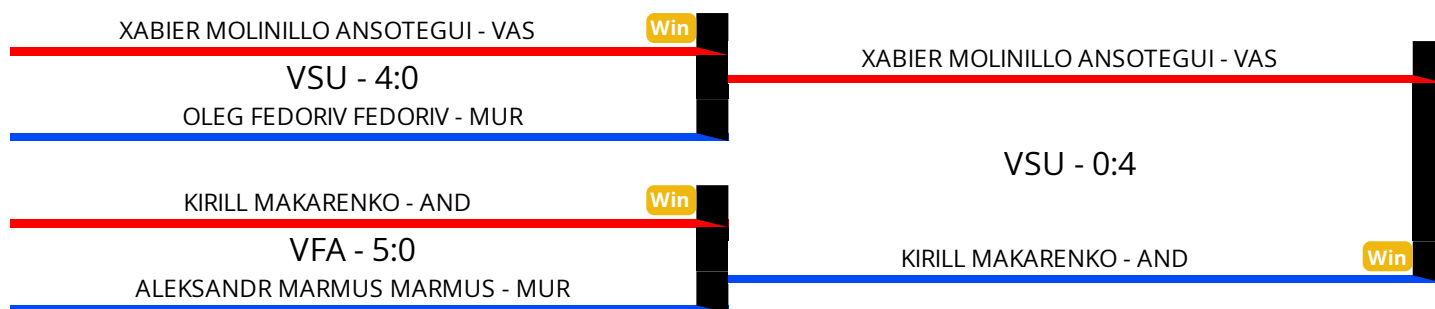 XABIER MOLINILLO ANSOTEGUI - VAS
Win
VSU - 4:0
OLEG FEDORIV FEDORIV - MUR
KIRILL MAKARENKO - AND
Win
VFA - 5:0
ALEKSANDR MARMUS MARMUS - MUR
XABIER MOLINILLO ANSOTEGUI - VAS
VSU - 0:4
KIRILL MAKARENKO - AND
Win